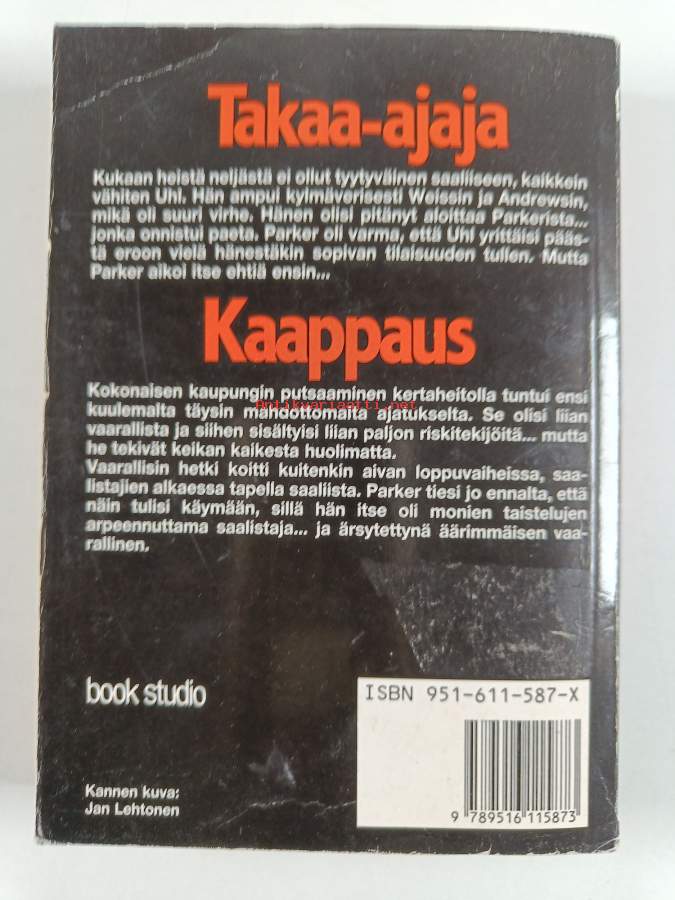 Takaa-ajaja
Kukaan heistä neljästä ei ollut tyytyväinen saaliiseen, kaikkein
vähiten Uhl. Hän ampui kylmäverisesti Weissin ja Andrewsin,
mikä oli suuri virhe. Hänen olisi pitänyt aloittaa Parkerista...
jonka onnistui paeta. Parker oli varma, että Uhl yrittäisi pääs-
tä eroon vielä hänestäkin sopivan tilaisuuden tullen. Mutta
Parker aikoi itse ehtiä ensin...
Kaappaus
Kokonaisen kaupungin putsaaminen kertaheitolla tuntui ensi
kuulemalta täysin mahdottomalta ajatukselta. Se olisi liian
Antikvariaatti.net
vaarallista ja siihen sisältyisi liian paljon riskitekijöitä... mutta
he tekivät keikan kaikesta huolimatta.
Vaarallisin hetki koitti kuitenkin aivan loppuvaiheissa, saa-
listajien alkaessa tapella saaliista. Parker tiesi jo ennalta, että
näin tulisi käymään, sillä hän itse oli monien taistelujen
arpeennuttama saalistaja... ja ärsytettynä äärimmäisen vaa-
rallinen.
book studio
ISBN 951-611-587-X
Kannen kuva:
Jan Lehtonen
9 789516 115873